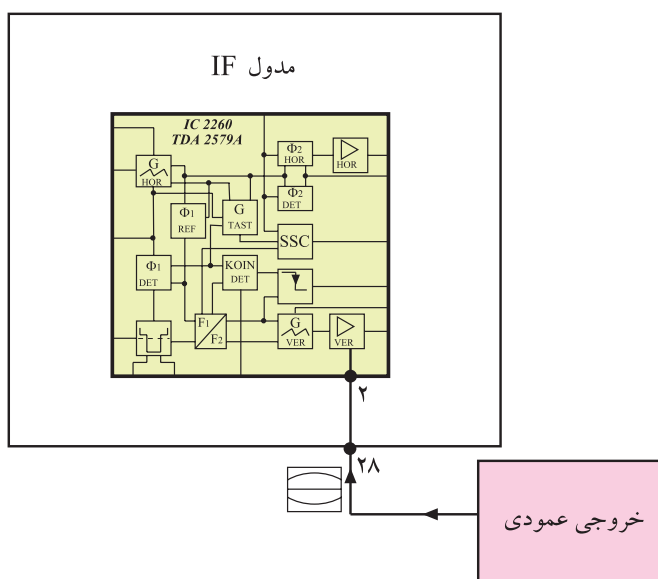 مدول IF
IC 2260
TDA 2579A
G
HOR
Φ2
HOR
HOR
Φ2
DET
Φ1
REF
G
TAST
SSC
Φ1
DET
KOIN
DET
F1
F2
G
VER
VER
۲
۲۸
خروجی عمودی